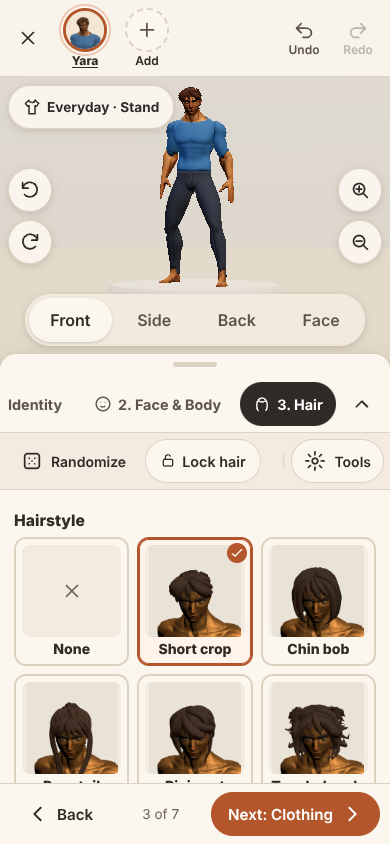 Yara
Add
Undo
Redo
Everyday · Stand
Front
Side
Back
Face
Identity
2. Face & Body
3. Hair
Randomize
Lock hair
Tools
Hairstyle
None
Short crop
Chin bob
Back
3 of 7
Next: Clothing